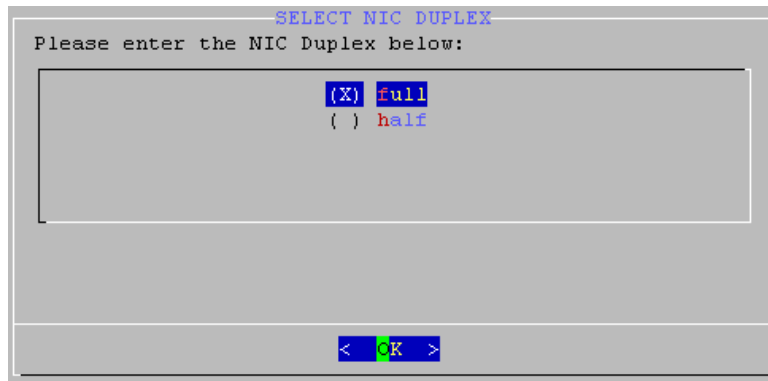 SELECT NIC DUPLEX
Please enter the NIC Duplex below:
(X) full
( ) half
< OK >